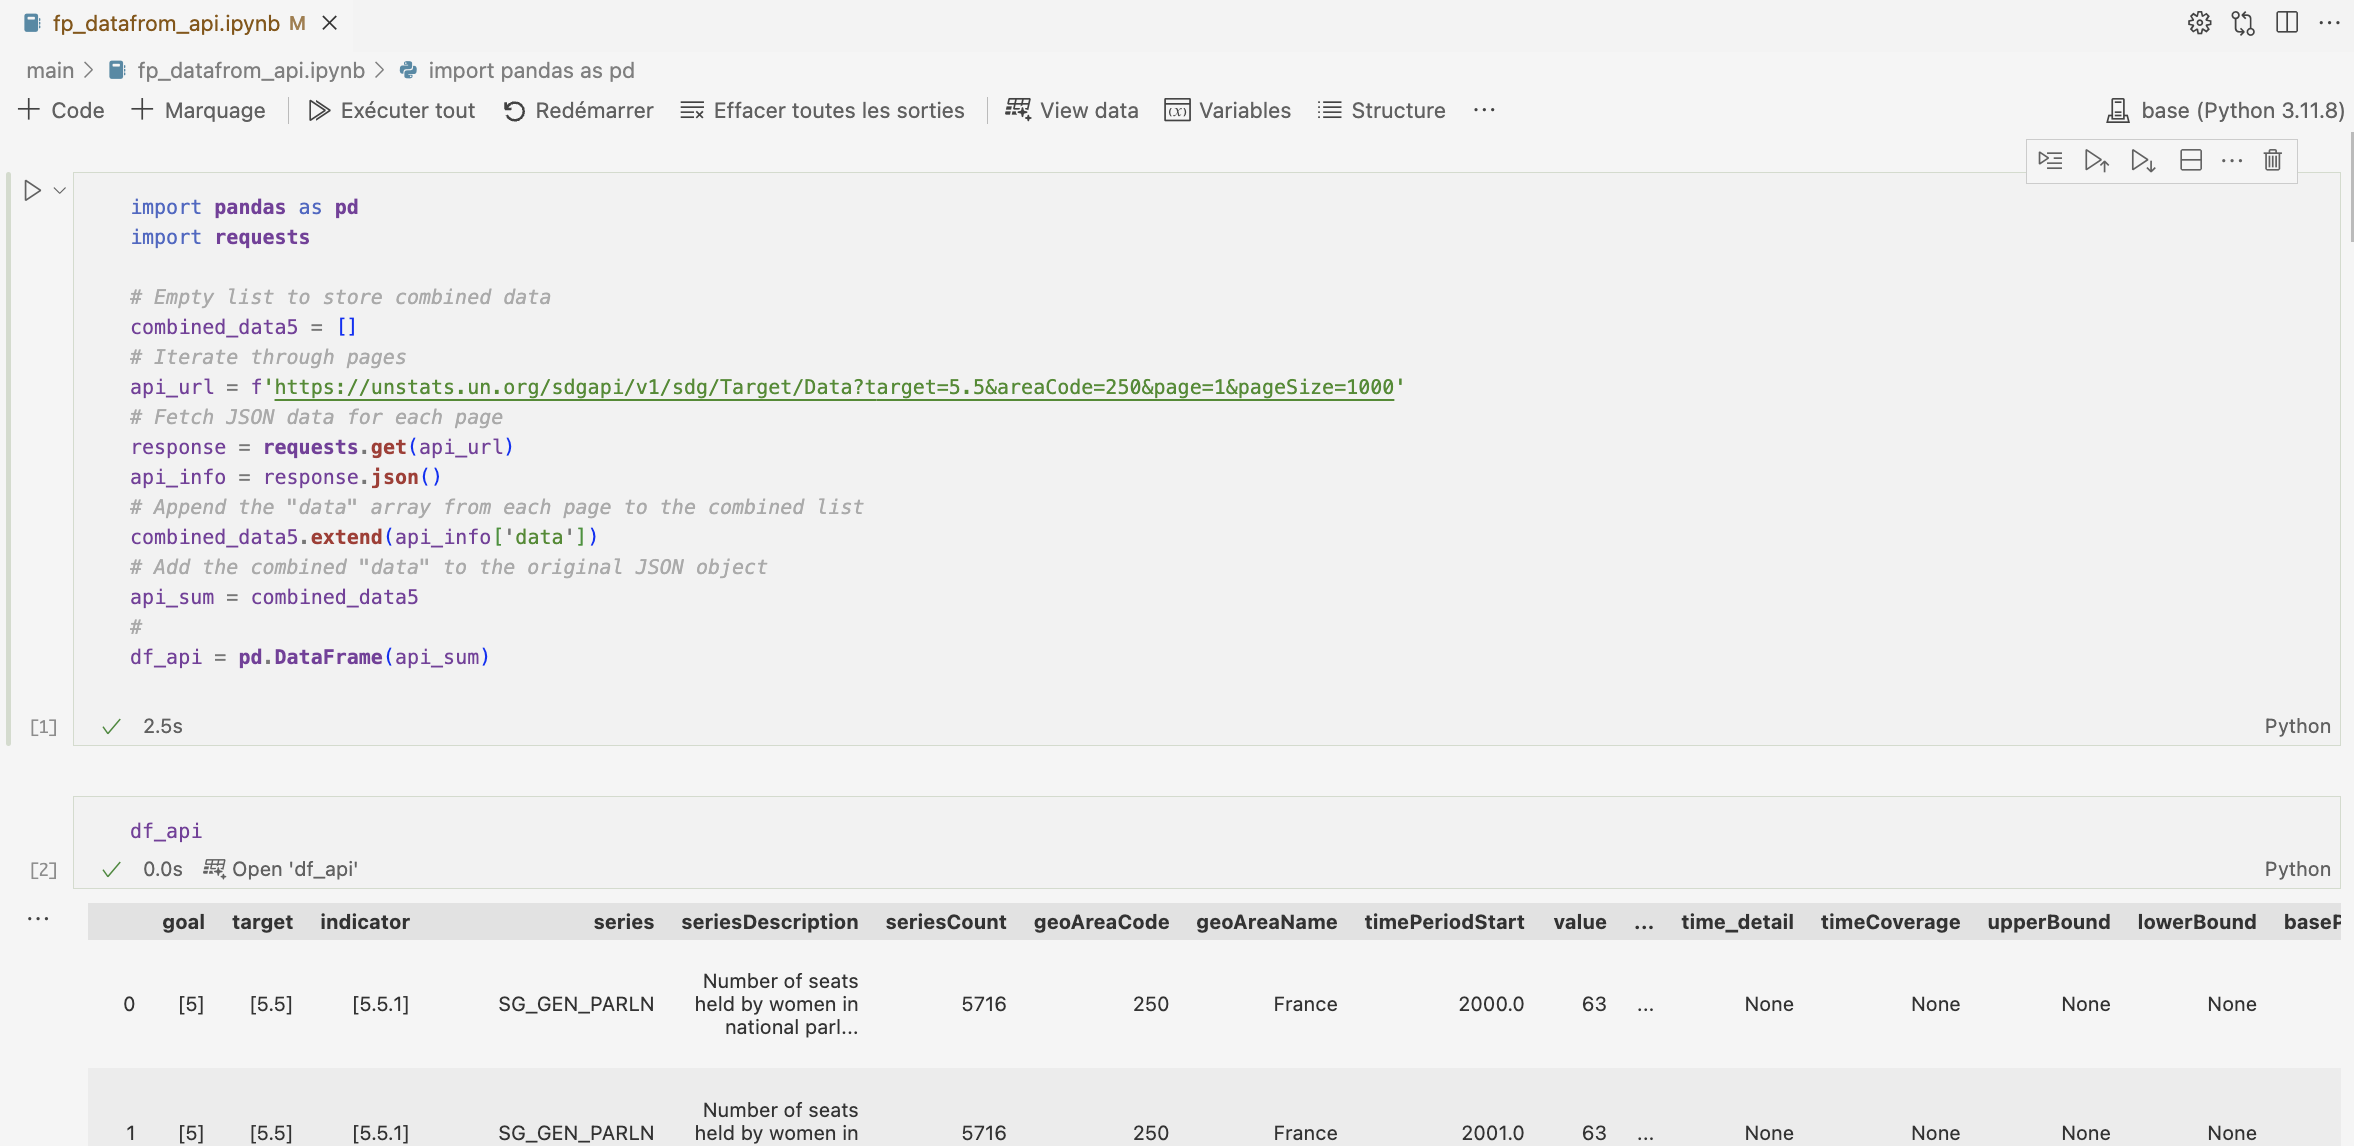 fp_datafrom_api.ipynb M
main > fp_datafrom_api.ipynb > import pandas as pd
Code Marquage Exécuter tout Redémarrer Effacer toutes les sorties View data Variables Structure ... base (Python 3.11.8)
import pandas as pd
import requests
# Empty list to store combined data
combined_data5 = []
# Iterate through pages
api_url = f'https://unstats.un.org/sdgapi/v1/sdg/Target/Data?target=5.5&areaCode=250&page=1&pageSize=1000'
# Fetch JSON data for each page
response = requests.get(api_url)
api_info = response.json()
# Append the "data" array from each page to the combined list
combined_data5.extend(api_info['data'])
# Add the combined "data" to the original JSON object
api_sum = combined_data5
#
df_api = pd.DataFrame(api_sum)
[1] 2.5s Python
df_api
[2] 0.0s Open 'df_api' Python
goal target indicator series seriesDescription seriesCount geoAreaCode geoAreaName timePeriodStart value ... time_detail timeCoverage upperBound lowerBound baseP
Number of seats
0 [5] [5.5] [5.5.1] SG_GEN_PARLN held by women in 5716 250 France 2000.0 63 ... None None None None
national parl...
Number of seats
1 [5] [5.5] [5.5.1] SG_GEN_PARLN held by women in 5716 250 France 2001.0 63 ... None None None None